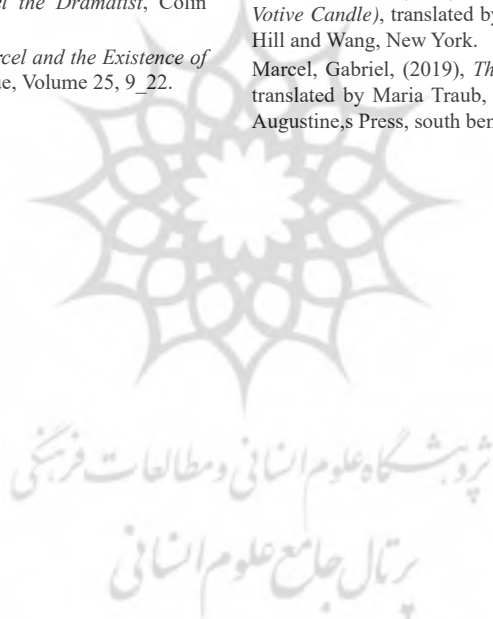 el the Dramatist, Colin
rcel and the Existence of
ue, Volume 25, 9_22.
Votive Candle), translated by
Hill and Wang, New York.
Marcel, Gabriel, (2019), Th
translated by Maria Traub,
Augustine,s Press, south ben
پژوهشگاه علوم انسانی و مطالعات فرهنگی
پرتال جامع علوم انسانی